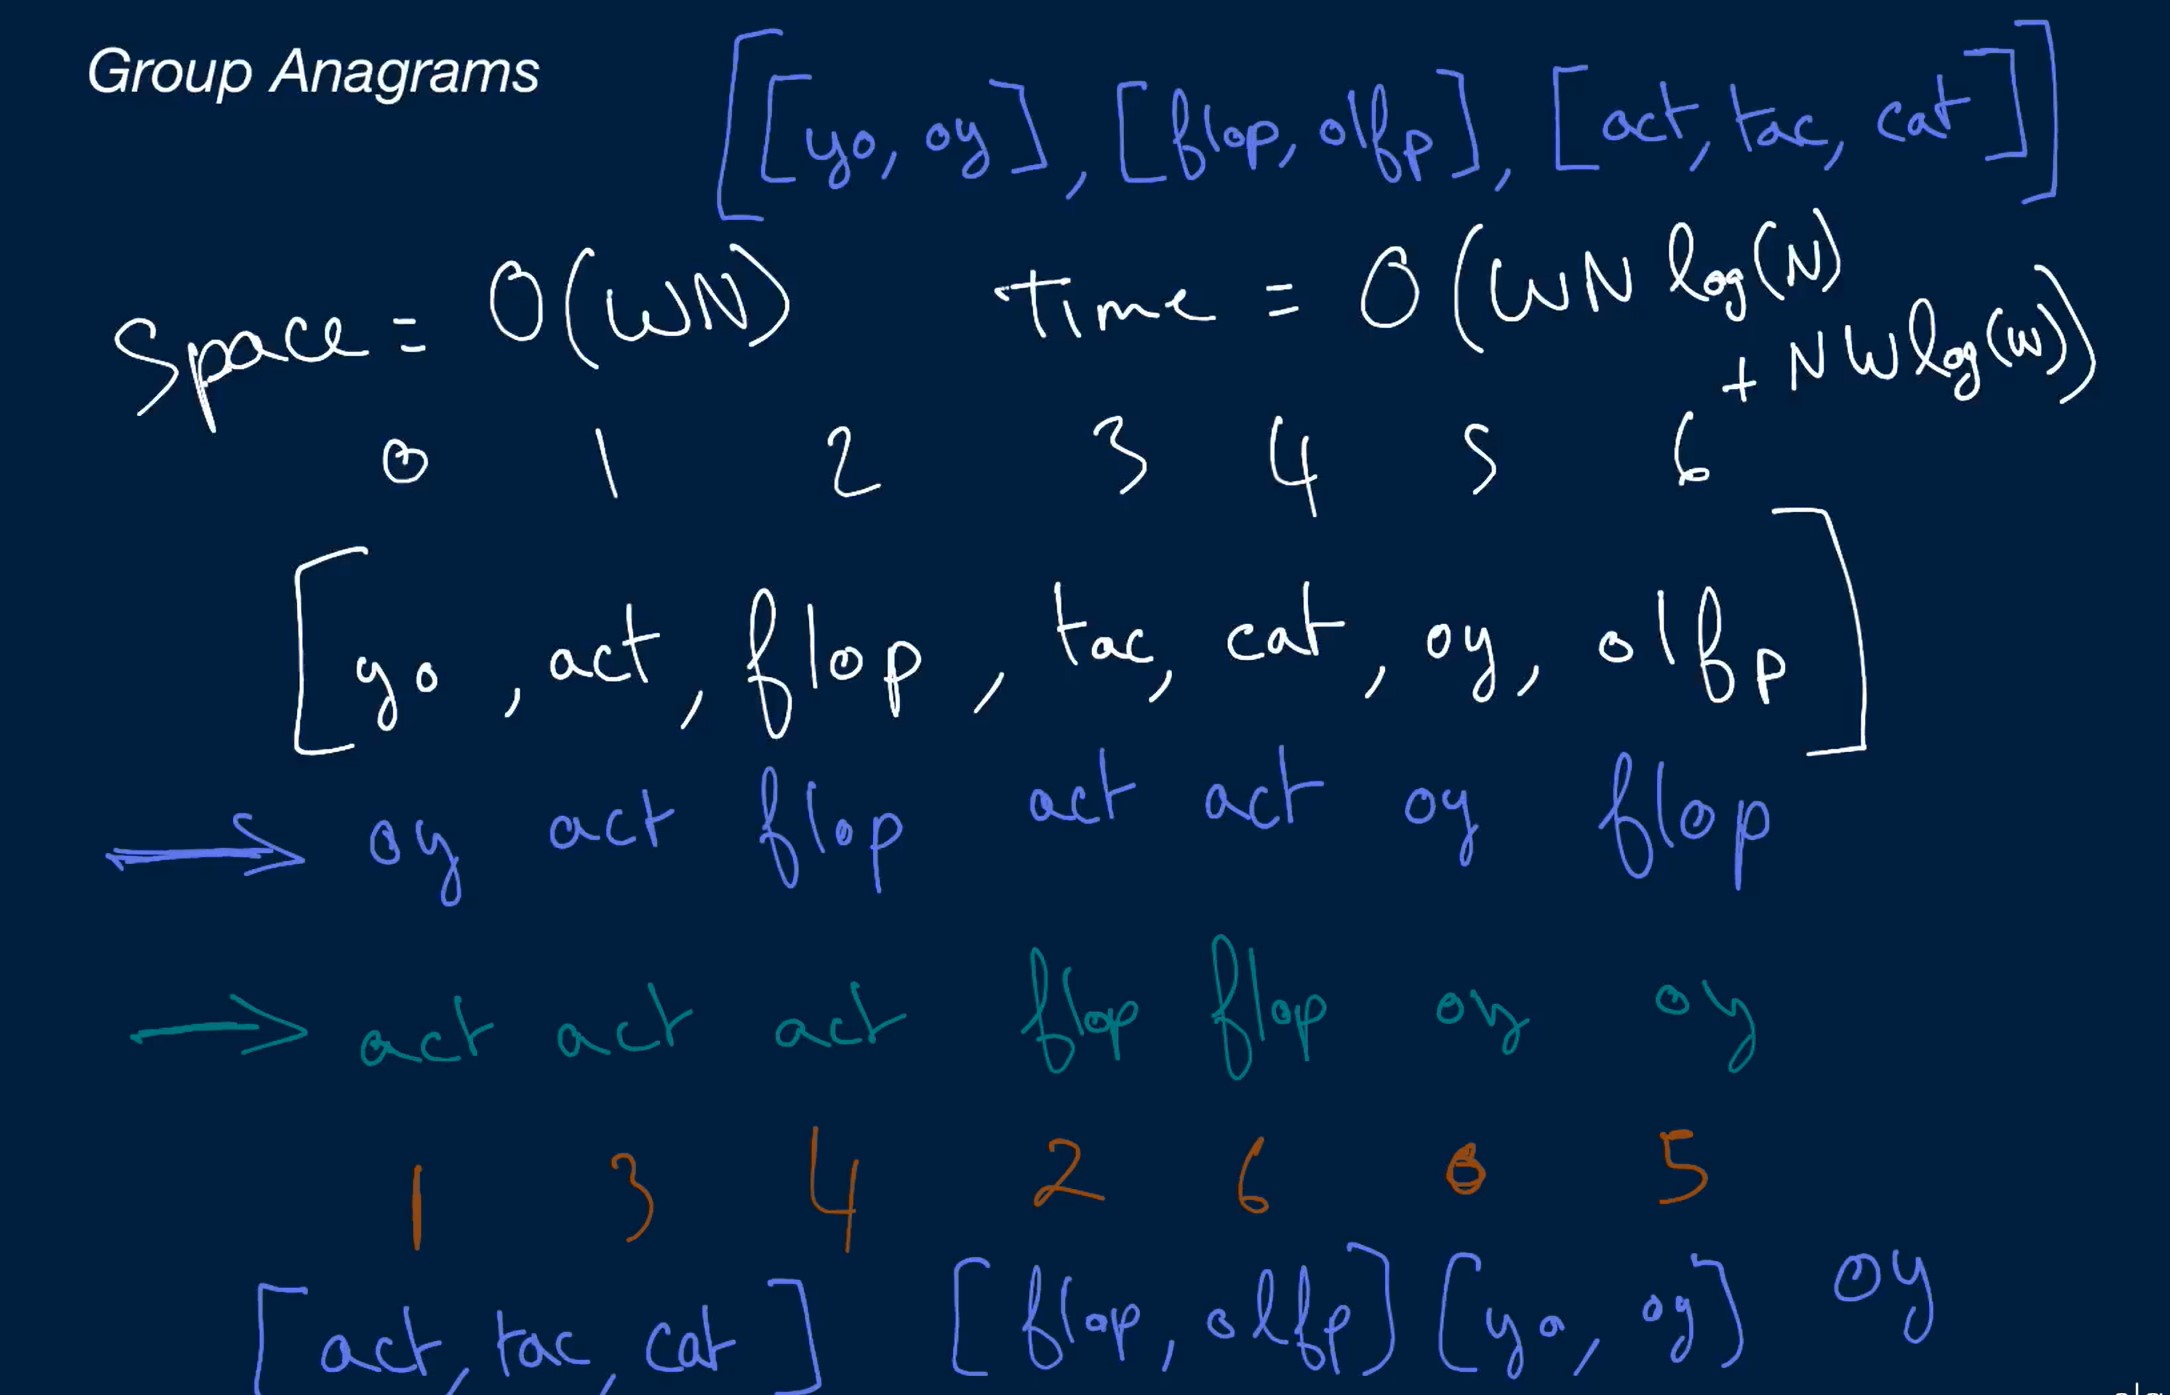 Group Anagrams
[[yo, oy], [flop, olfp], [act, tac, cat]]
Space = O(WN)
Time = O(WN log(N)
+ NW log(W))
0 1 2 3 4 5 6
[yo, act, flop, tac, cat, oy, olfp]
oy act flop act act oy flop
act act act flop flop oy oy
1 3 4 2 6 0 5
[act, tac, cat] [flop, olfp] [yo, oy] oy